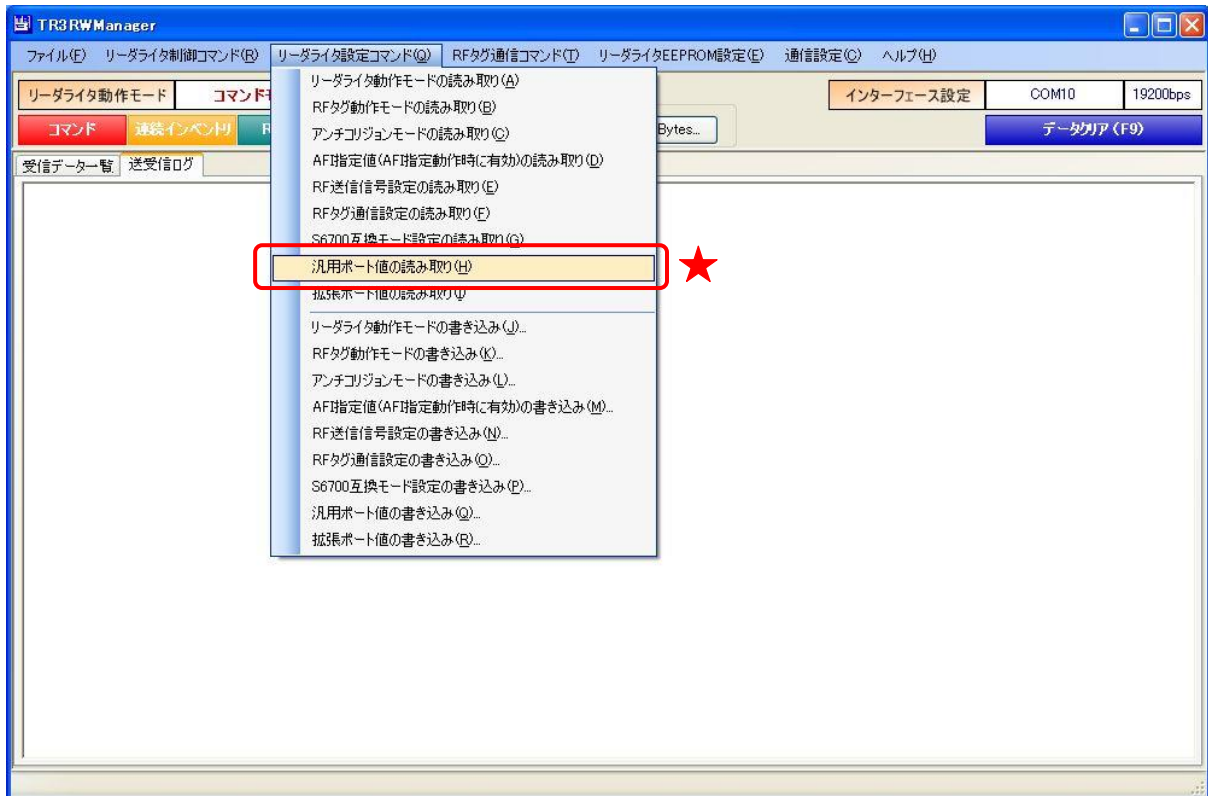 TR3RWManager
ファイル(F) リーダライタ制御コマンド(R) リーダライタ設定コマンド(Q) RFタグ通信コマンド(T) リーダライタEEPROM設定(E) 通信設定(C) ヘルプ(H)
リーダライタ動作モード コマンドモ インターフェース設定 COM10 19200bps
コマンド 連続インベントリ R Bytes... データクリア(F9)
受信データ一覧 送受信ログ
リーダライタ動作モードの読み取り(A)
RFタグ動作モードの読み取り(B)
アンチコリジョンモードの読み取り(C)
AFI指定値(AFI指定動作時に有効)の読み取り(D)
RF送信信号設定の読み取り(E)
RFタグ通信設定の読み取り(F)
S6700互換モード設定の読み取り(G)
汎用ポート値の読み取り(H)
★
拡張ポート値の読み取り(I)
リーダライタ動作モードの書き込み(J)...
RFタグ動作モードの書き込み(K)...
アンチコリジョンモードの書き込み(L)...
AFI指定値(AFI指定動作時に有効)の書き込み(M)...
RF送信信号設定の書き込み(N)...
RFタグ通信設定の書き込み(O)...
S6700互換モード設定の書き込み(P)...
汎用ポート値の書き込み(Q)...
拡張ポート値の書き込み(R)...